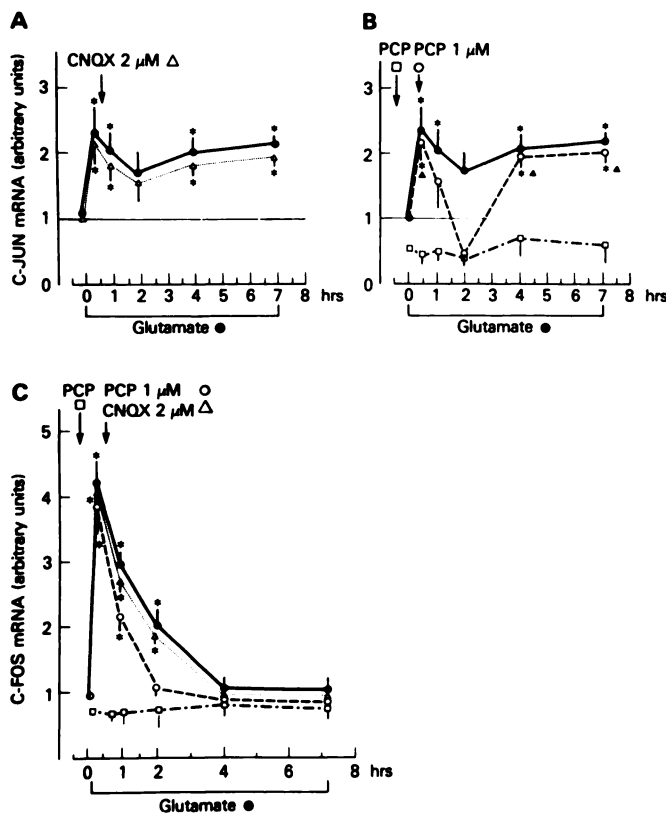 A
CNQX 2 µM △
C-JUN mRNA (arbitrary units)
3
2
1
0
0 1 2 3 4 5 6 7 8 hrs
Glutamate ●
B
PCP PCP 1 µM
□ ○
3
2
1
0
0 1 2 3 4 5 6 7 8 hrs
Glutamate ●
C
PCP PCP 1 µM ○
□ CNQX 2 µM △
C-FOS mRNA (arbitrary units)
5
4
3
2
1
0 1 2 4 6 8 hrs
Glutamate ●